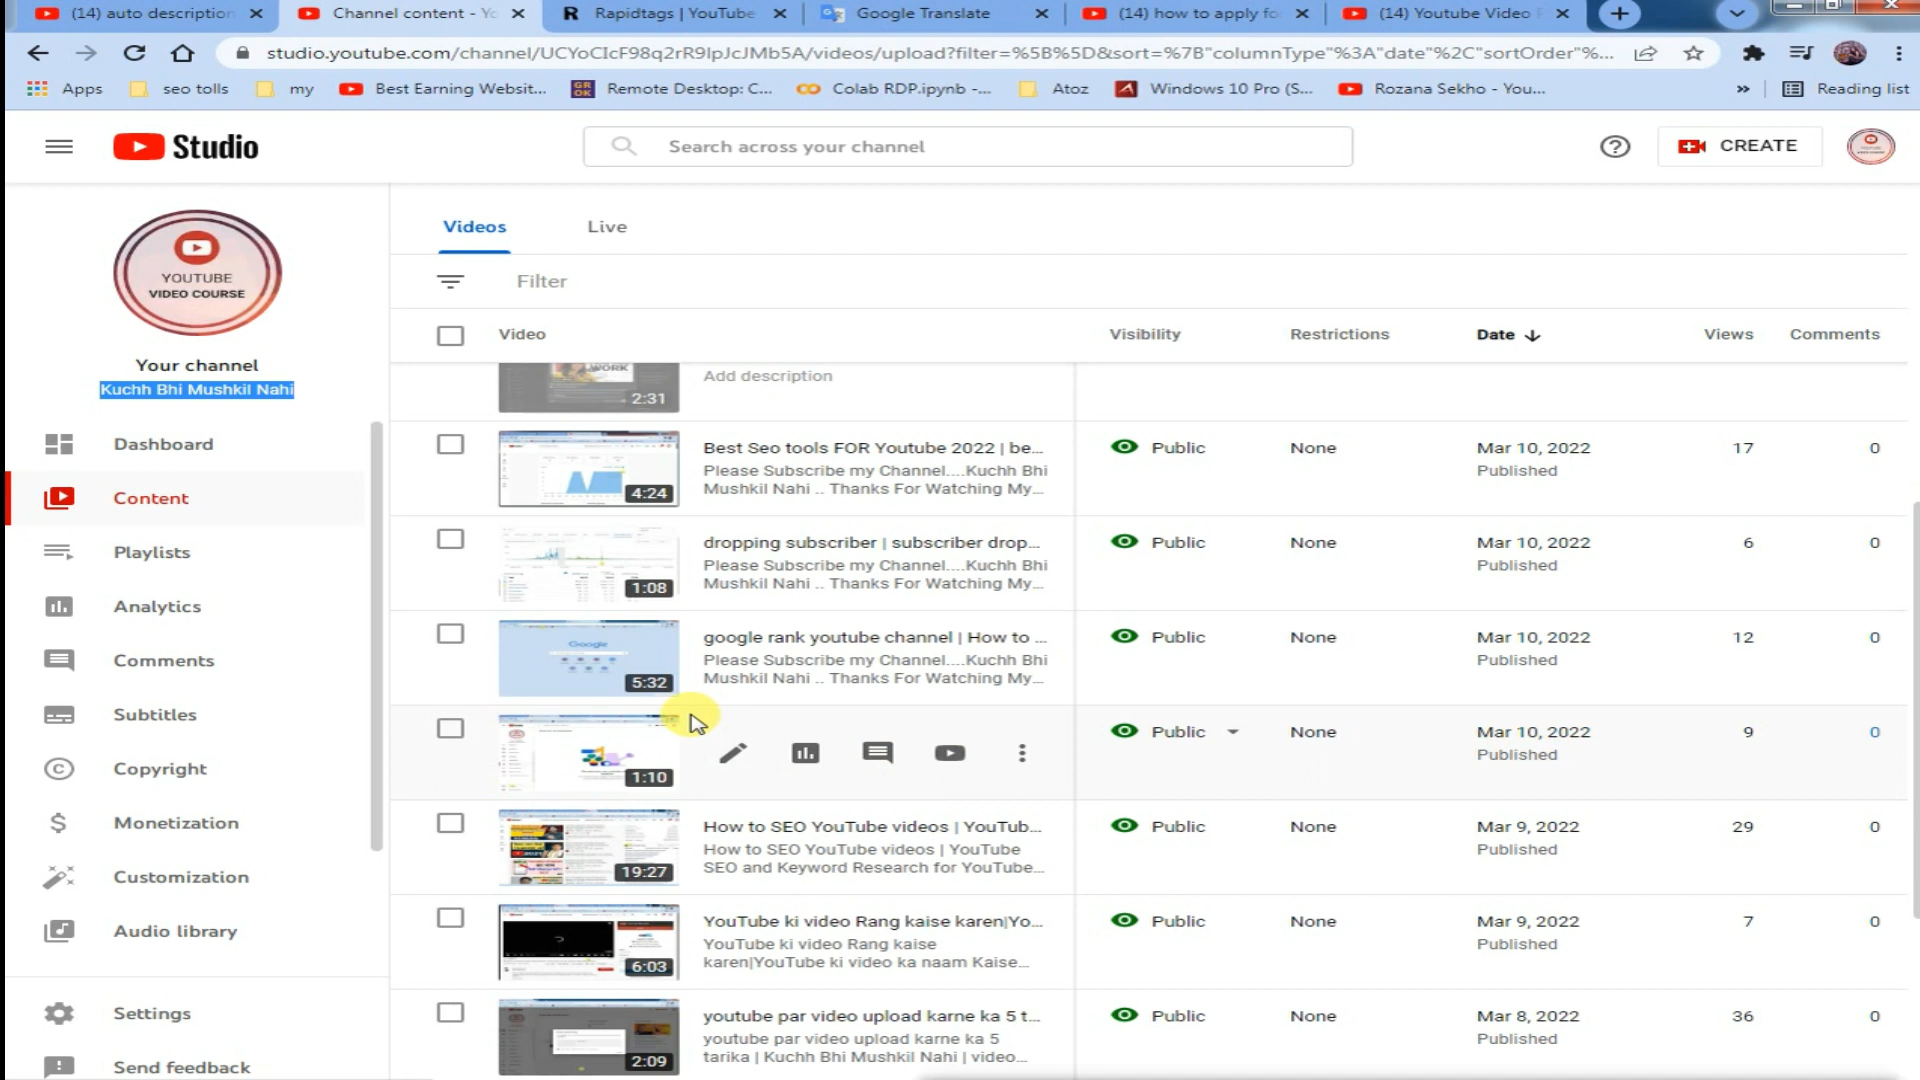 (14) auto description
Channel content - Yo
Rapidtags | YouTube
Google Translate
(14) how to apply fo
(14) Youtube Video
studio.youtube.com/channel/UCYoCIcF98q2rR9IpJcJMb5A/videos/upload?filter=%5B%5D&sort=%7B"columnType"%3A"date"%2C"sortOrder"%...
Apps
seo tolls
my
Best Earning Websit...
Remote Desktop: C...
Colab RDP.ipynb -...
Atoz
Windows 10 Pro (S...
Rozana Sekho - You...
»
Reading list
Studio
Search across your channel
CREATE
YOUTUBE
VIDEO COURSE
Your channel
Kuchh Bhi Mushkil Nahi
Dashboard
Content
Playlists
Analytics
Comments
Subtitles
Copyright
Monetization
Customization
Audio library
Settings
Send feedback
Videos
Live
Filter
Video
Visibility
Restrictions
Date
Views
Comments
WORK
2:31
Add description
4:24
Best Seo tools FOR Youtube 2022 | be...
Please Subscribe my Channel....Kuchh Bhi
Mushkil Nahi .. Thanks For Watching My...
Public
None
Mar 10, 2022
Published
17
0
1:08
dropping subscriber | subscriber drop...
Please Subscribe my Channel....Kuchh Bhi
Mushkil Nahi .. Thanks For Watching My...
Public
None
Mar 10, 2022
Published
6
0
Google
5:32
google rank youtube channel | How to ...
Please Subscribe my Channel....Kuchh Bhi
Mushkil Nahi .. Thanks For Watching My...
Public
None
Mar 10, 2022
Published
12
0
1:10
Public
None
Mar 10, 2022
Published
9
0
19:27
How to SEO YouTube videos | YouTub...
How to SEO YouTube videos | YouTube
SEO and Keyword Research for YouTube...
Public
None
Mar 9, 2022
Published
29
0
6:03
YouTube ki video Rang kaise karen|Yo...
YouTube ki video Rang kaise
karen|YouTube ki video ka naam Kaise...
Public
None
Mar 9, 2022
Published
7
0
2:09
youtube par video upload karne ka 5 t...
youtube par video upload karne ka 5
tarika | Kuchh Bhi Mushkil Nahi | video...
Public
None
Mar 8, 2022
Published
36
0